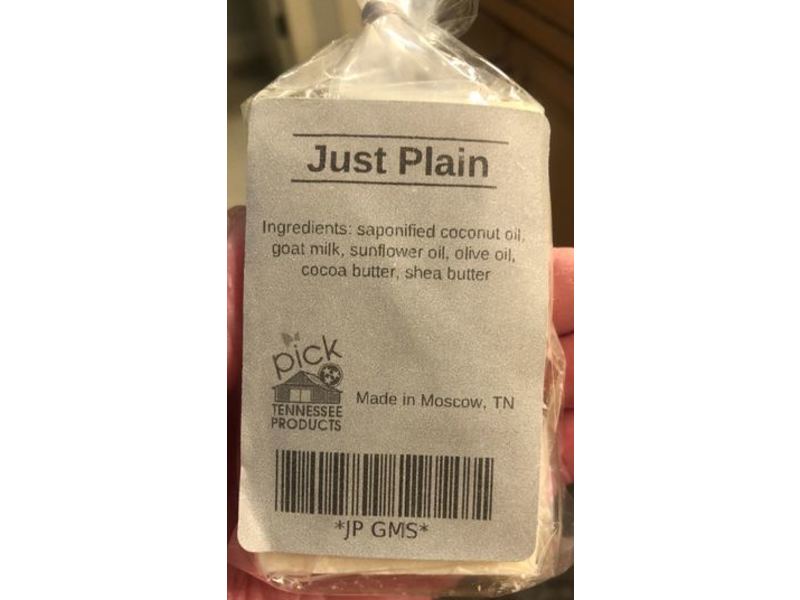 Just Plain
Ingredients: saponified coconut oil,
goat milk, sunflower oil, olive oil,
cocoa butter, shea butter
pick
TENNESSEE
PRODUCTS
Made in Moscow, TN
*JP GMS*